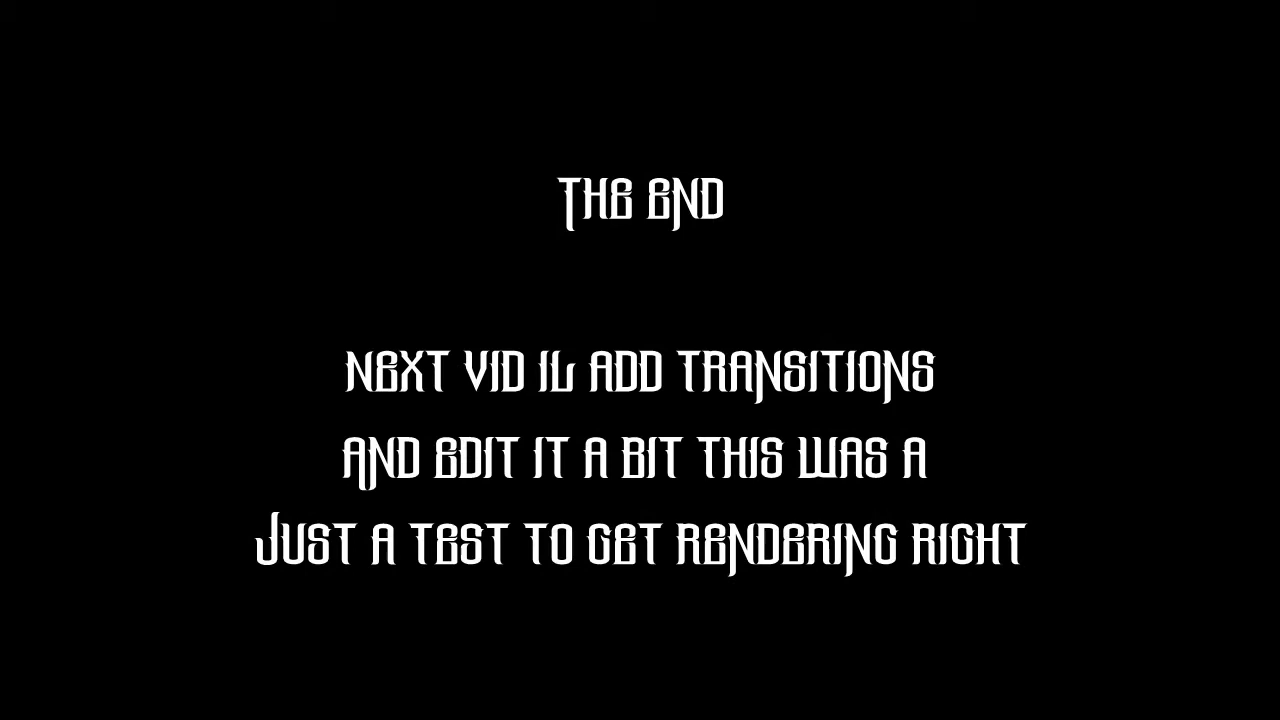 THE END
NEXT VID IL ADD TRANSITIONS
AND EDIT IT A BIT THIS WAS A
JUST A TEST TO GET RENDERING RIGHT